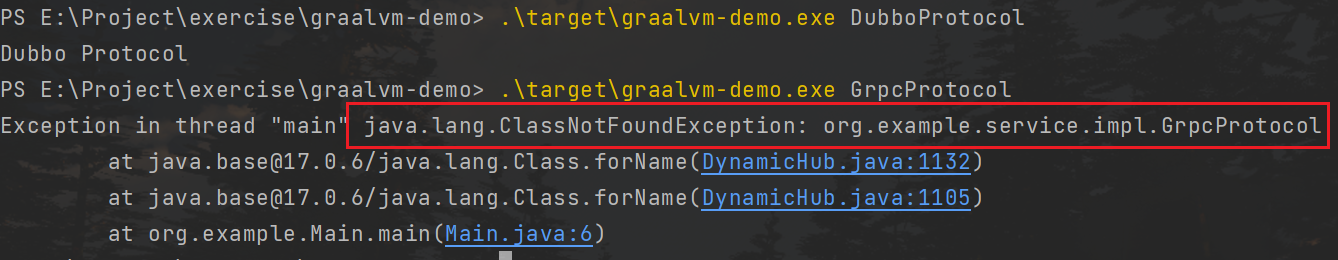 PS E:\Project\exercise\graalvm-demo> .\target\graalvm-demo.exe DubboProtocol
Dubbo Protocol
PS E:\Project\exercise\graalvm-demo> .\target\graalvm-demo.exe GrpcProtocol
Exception in thread "main" java.lang.ClassNotFoundException: org.example.service.impl.GrpcProtocol
        at java.base@17.0.6/java.lang.Class.forName(DynamicHub.java:1132)
        at java.base@17.0.6/java.lang.Class.forName(DynamicHub.java:1105)
        at org.example.Main.main(Main.java:6)